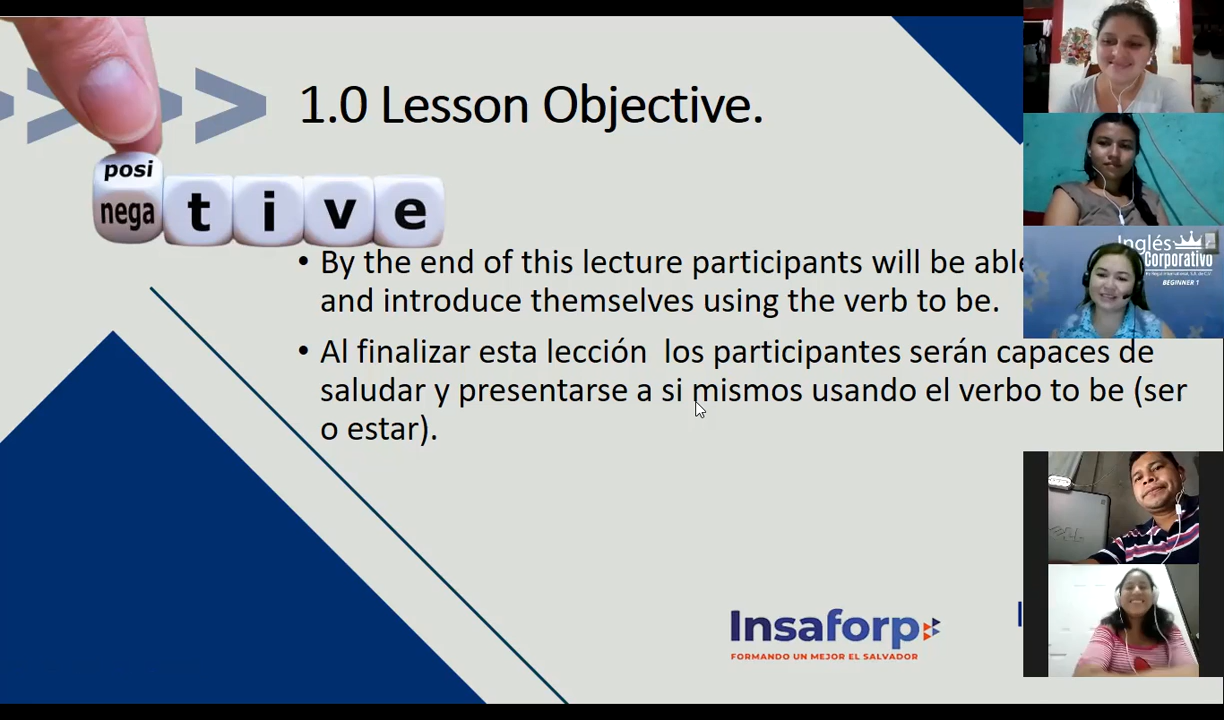 1.0 Lesson Objective.
posi
nega t i v e
• By the end of this lecture participants will be able
and introduce themselves using the verb to be.
• Al finalizar esta lección los participantes serán capaces de
saludar y presentarse a si mismos usando el verbo to be (ser
o estar).
Inglés
Corporativo
BEGINNER 1
DELL
Insaforp
FORMANDO UN MEJOR EL SALVADOR